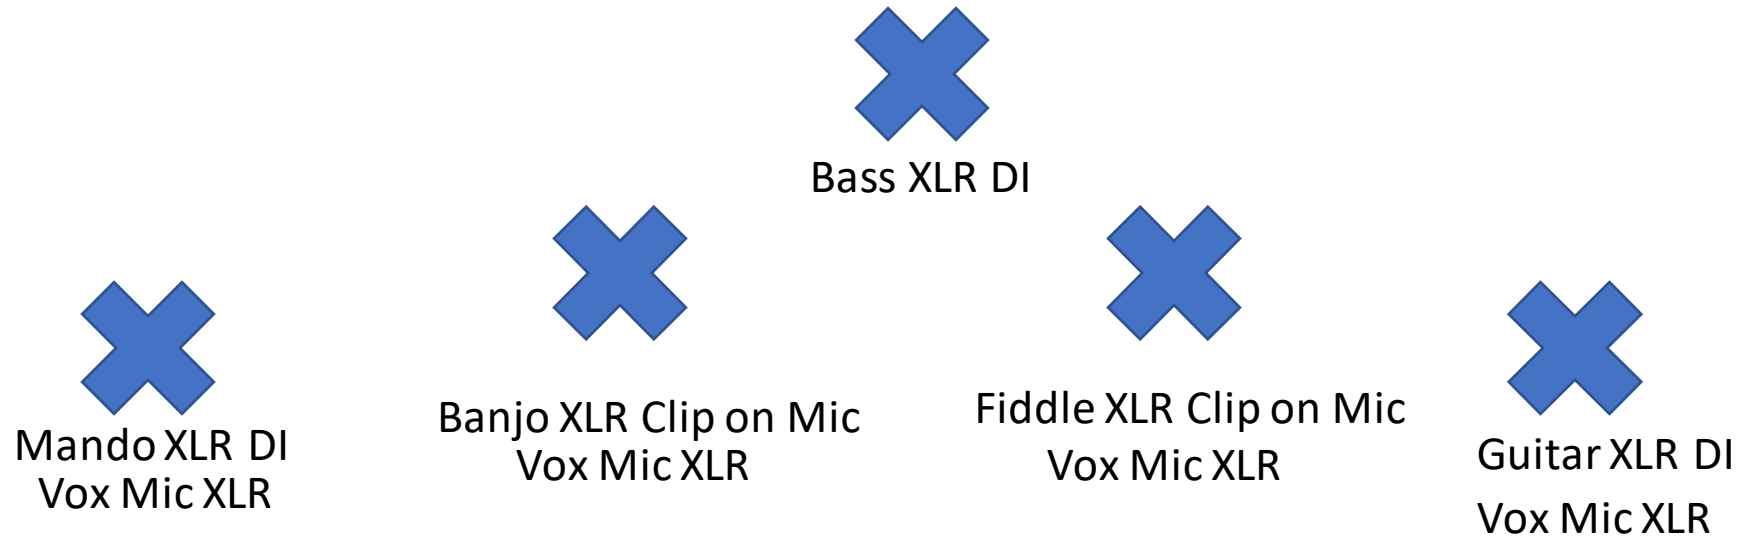 Bass XLR DI
Mando XLR DI
Vox Mic XLR
Banjo XLR Clip on Mic
Vox Mic XLR
Fiddle XLR Clip on Mic
Vox Mic XLR
Guitar XLR DI
Vox Mic XLR